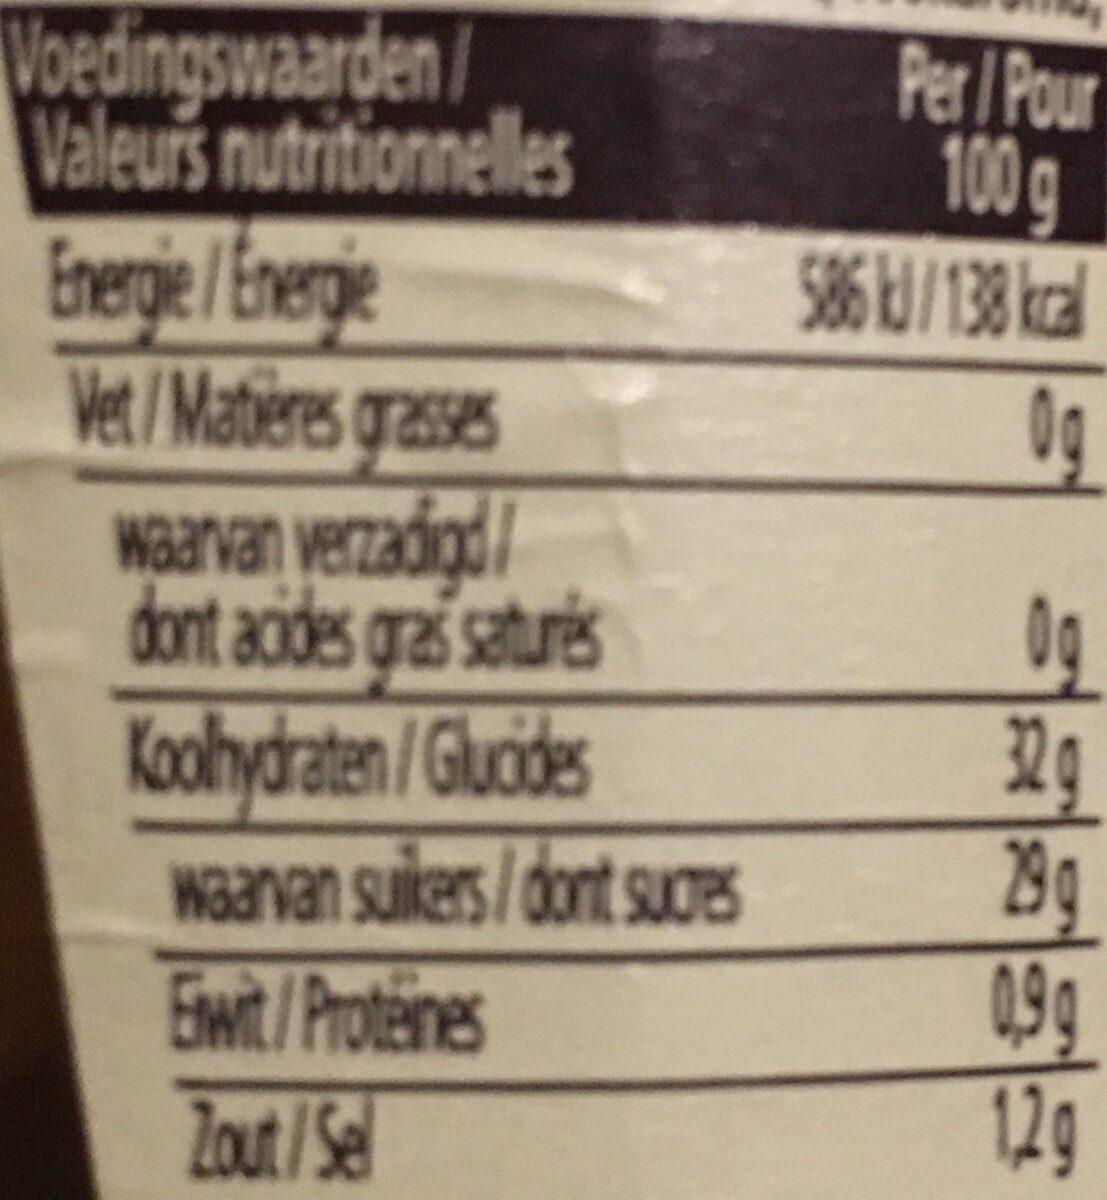 Voedingswaarden / Per / Pour
Valeurs nutritionnelles 100 g
Energie / Énergie 586 kJ / 138 kcal
Vet / Matières grasses 0 g
waarvan verzadigd /
dont acides gras saturés 0 g
Koolhydraten / Glucides 32 g
waarvan suikers / dont sucres 29 g
Eiwit / Protéines 0,9 g
Zout / Sel 1,2 g